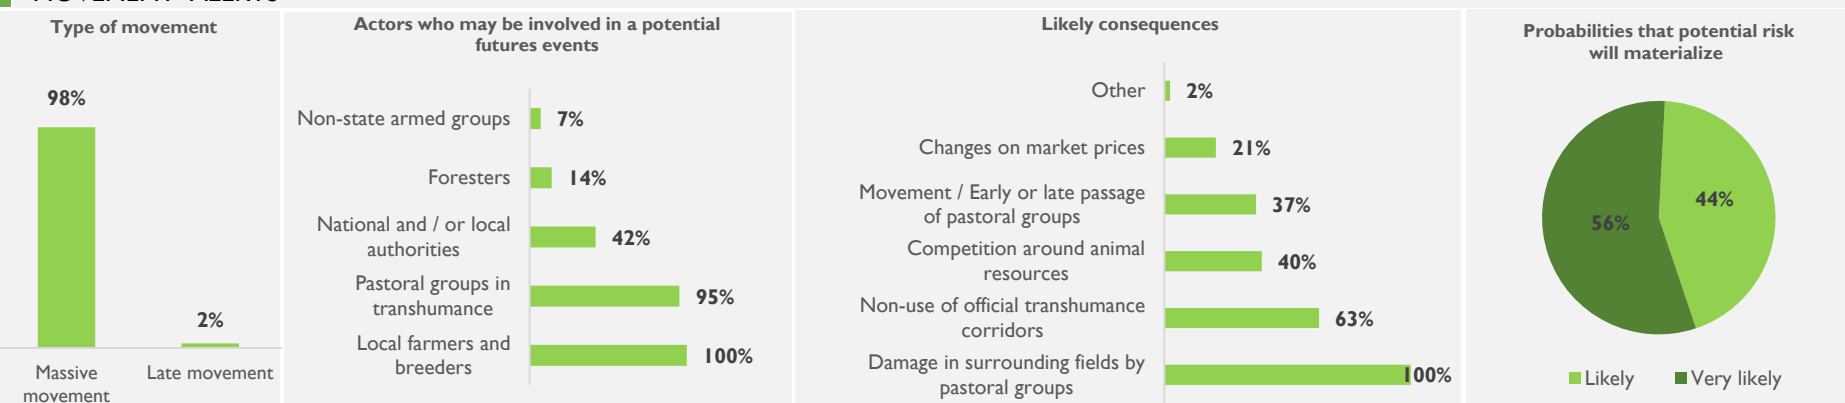 MOVEMENT ALERTS
Type of movement
98%
2%
Massive
movement
Late movement
Actors who may be involved in a potential
futures events
Non-state armed groups
7%
Foresters
14%
National and / or local
authorities
42%
Pastoral groups in
transhumance
95%
Local farmers and
breeders
100%
Likely consequences
Other
2%
Changes on market prices
21%
Movement / Early or late passage
of pastoral groups
37%
Competition around animal
resources
40%
Non-use of official transhumance
corridors
63%
Damage in surrounding fields by
pastoral groups
100%
Probabilities that potential risk
will materialize
44%
56%
Likely
Very likely